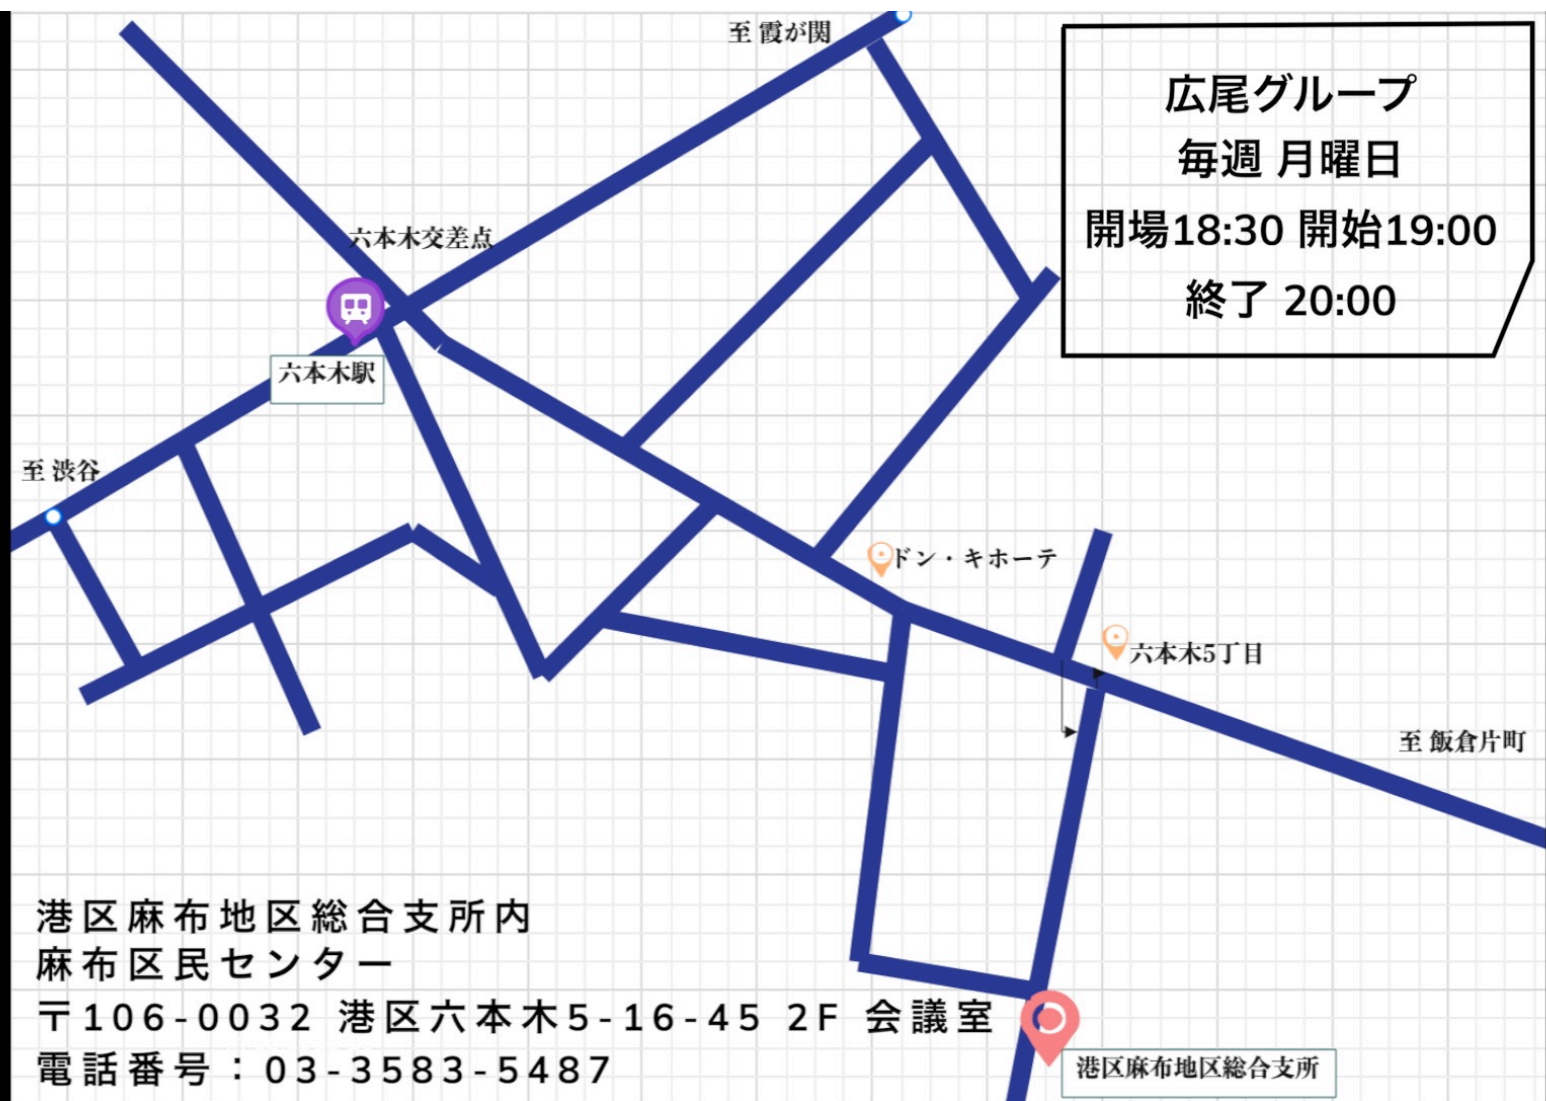 至 霞が関
広尾グループ
毎週 月曜日
開場18:30 開始19:00
終了 20:00
六本木交差点
六本木駅
至 渋谷
ドン・キホーテ
六本木5丁目
至 飯倉片町
港区麻布地区総合支所内
麻布区民センター
〒106-0032 港区六本木5-16-45 2F 会議室
電話番号：03-3583-5487
港区麻布地区総合支所